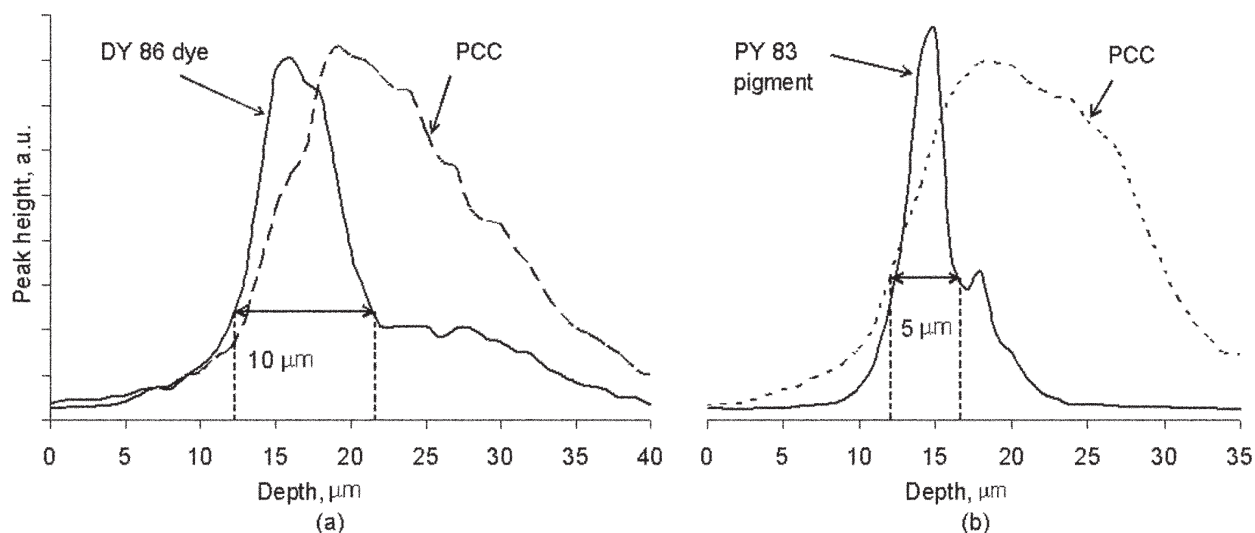 DY 86 dye
PCC
Peak height, a.u.
10 μm
0 5 10 15 20 25 30 35 40
Depth, μm
(a)
PY 83
pigment
PCC
5 μm
0 5 10 15 20 25 30 35
Depth, μm
(b)